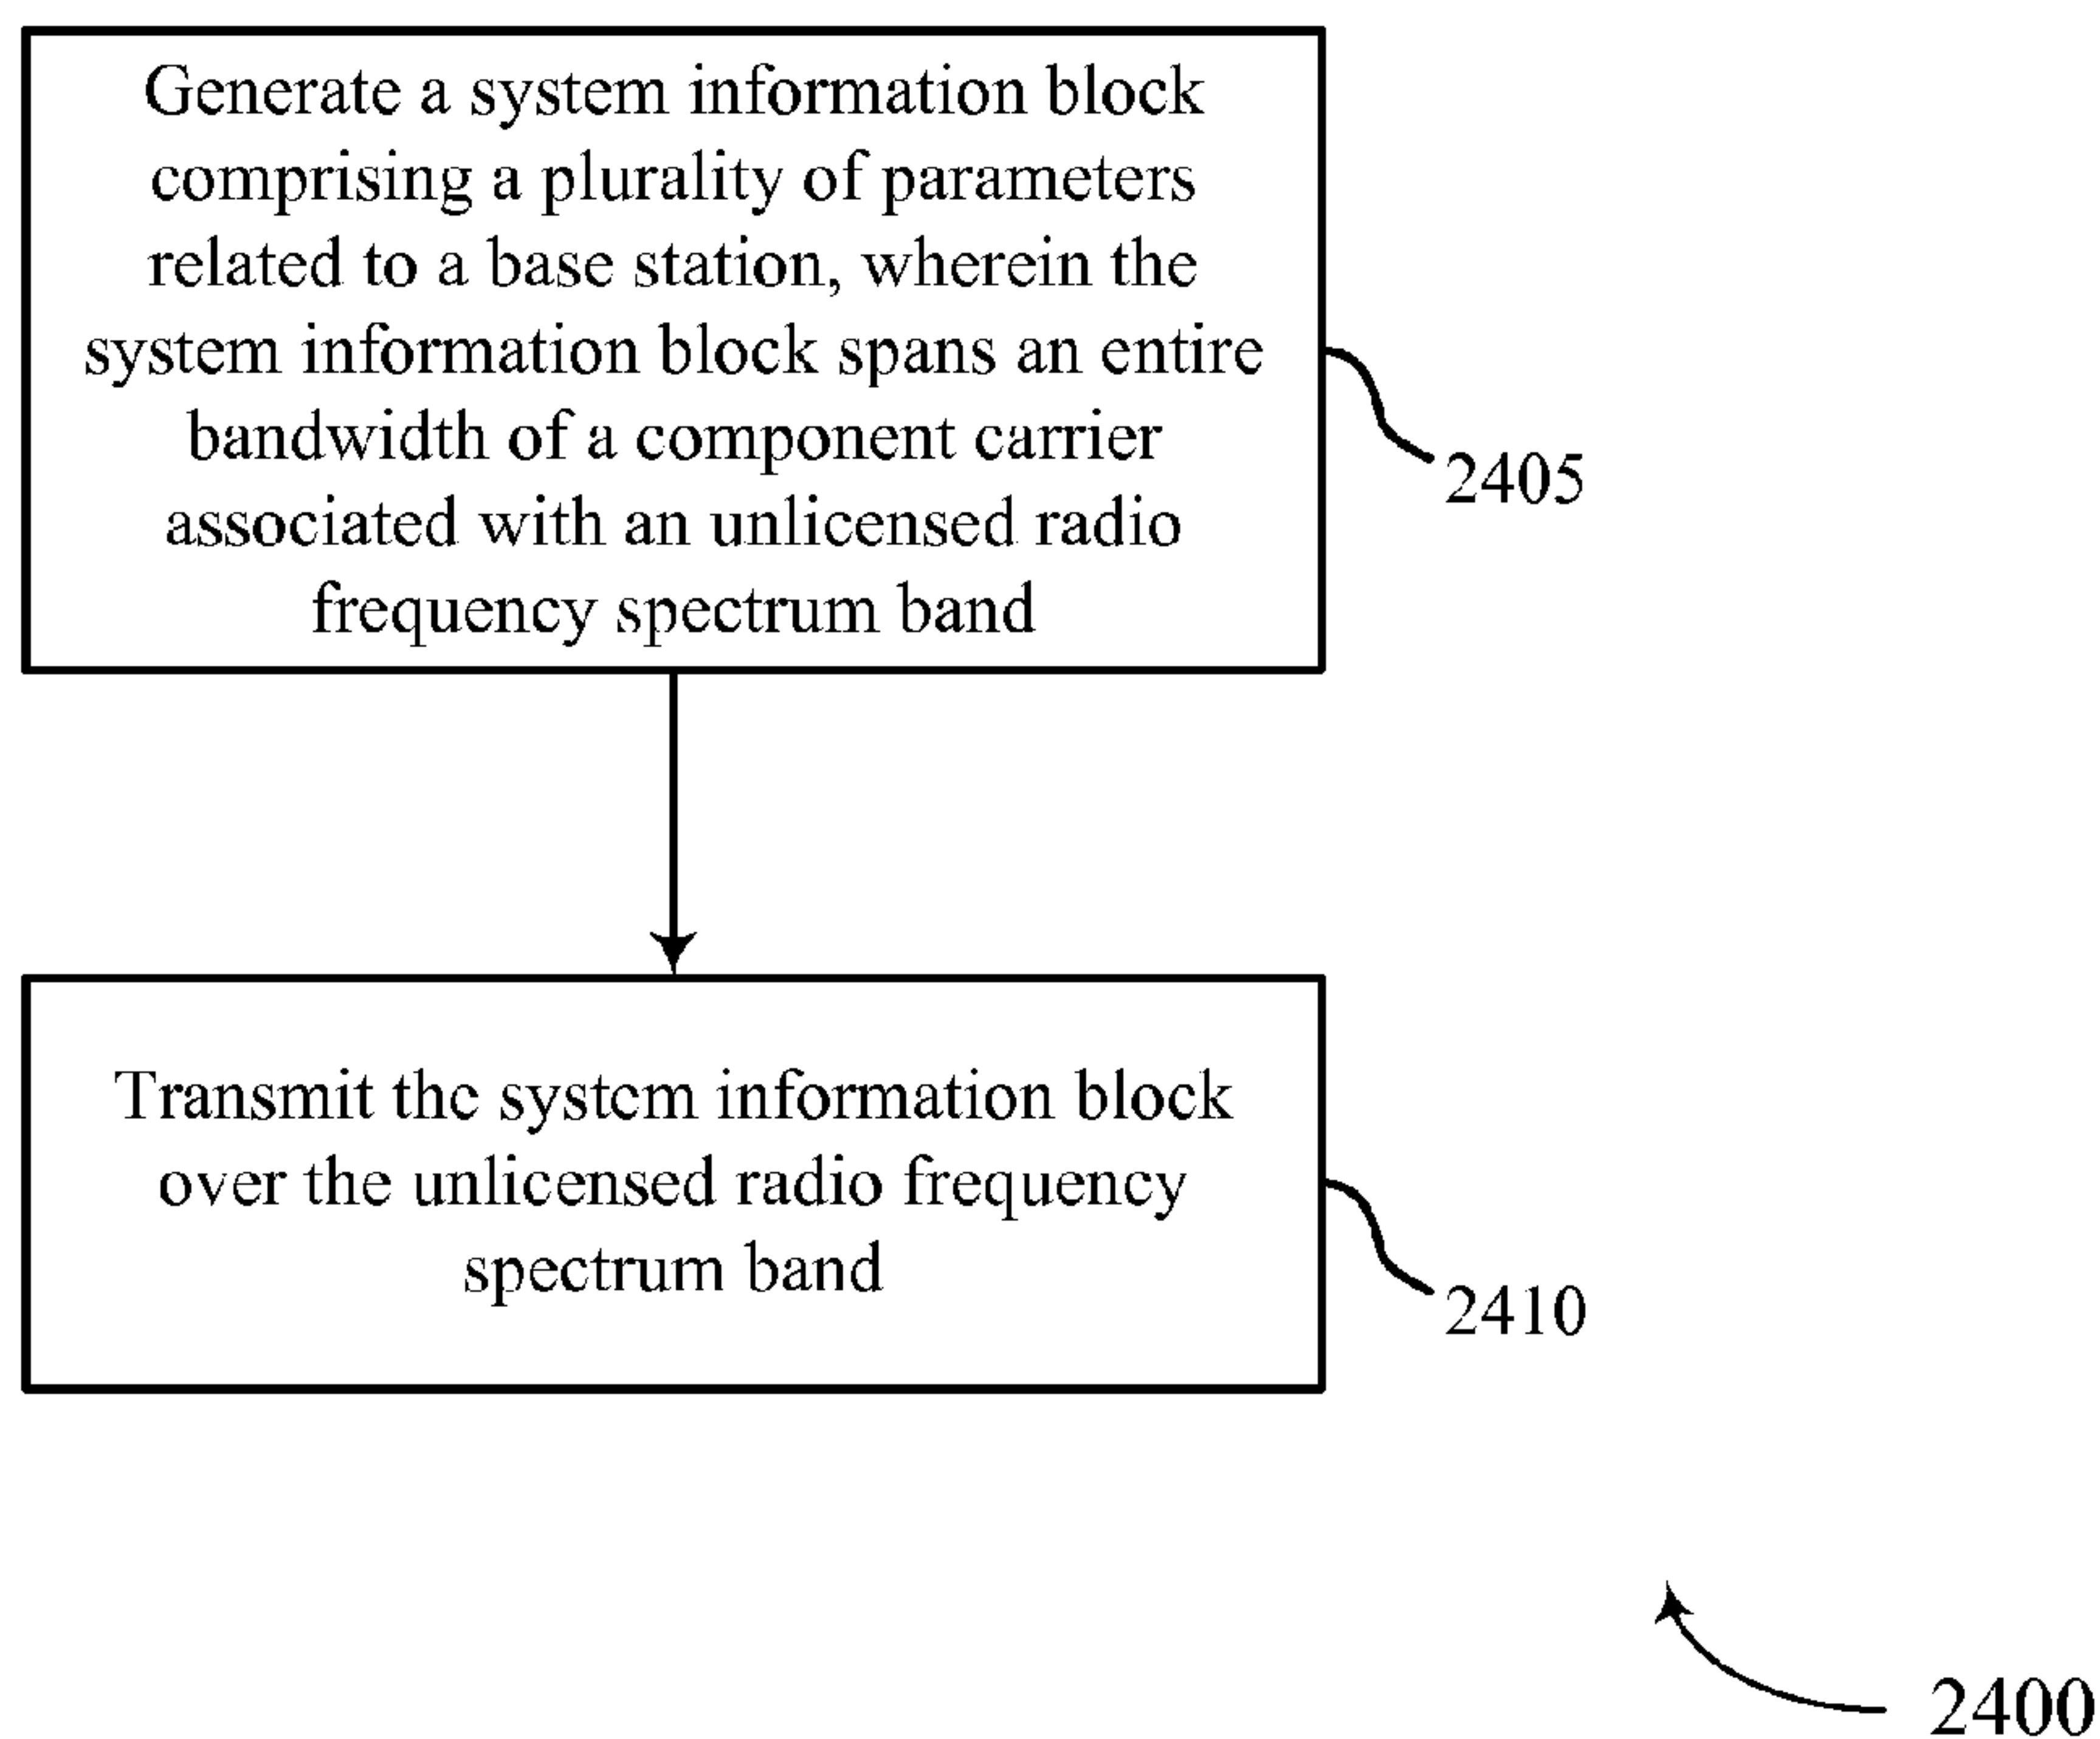 Generate a system information block
comprising a plurality of parameters
related to a base station, wherein the
system information block spans an entire
bandwidth of a component carrier
associated with an unlicensed radio
frequency spectrum band
2405
Transmit the system information block
over the unlicensed radio frequency
spectrum band
2410
2400